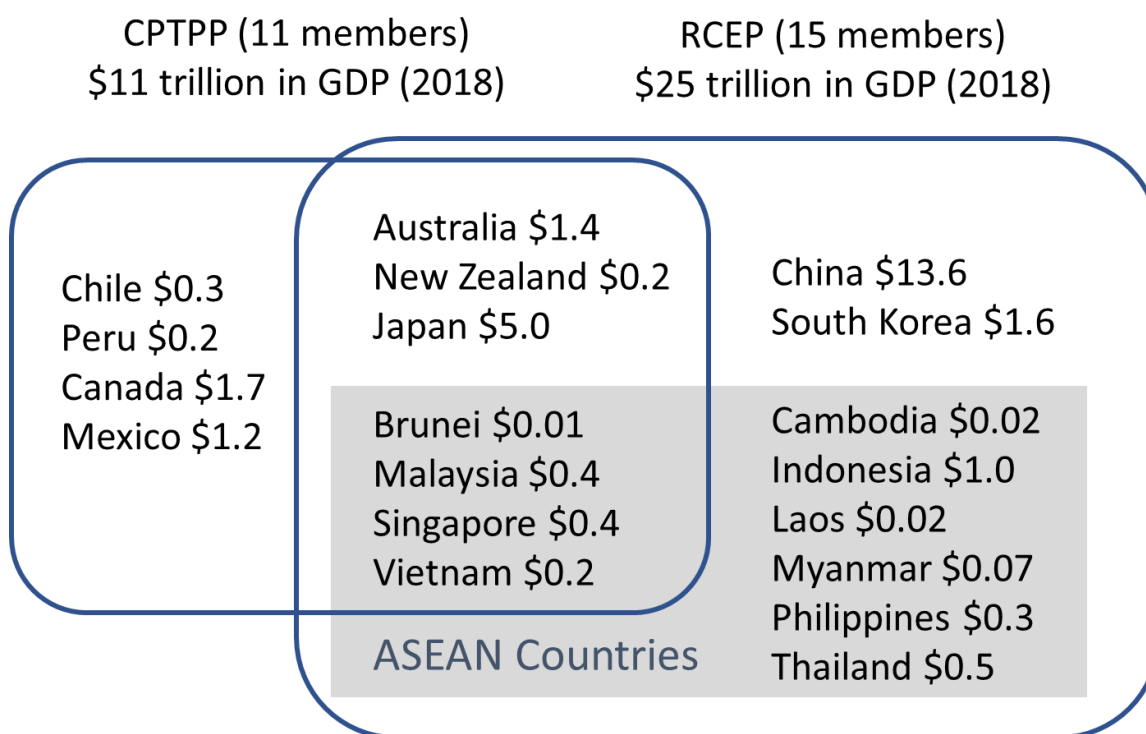 CPTPP (11 members)
$11 trillion in GDP (2018)
RCEP (15 members)
$25 trillion in GDP (2018)
Chile $0.3
Peru $0.2
Canada $1.7
Mexico $1.2
Australia $1.4
New Zealand $0.2
Japan $5.0
Brunei $0.01
Malaysia $0.4
Singapore $0.4
Vietnam $0.2
ASEAN Countries
China $13.6
South Korea $1.6
Cambodia $0.02
Indonesia $1.0
Laos $0.02
Myanmar $0.07
Philippines $0.3
Thailand $0.5